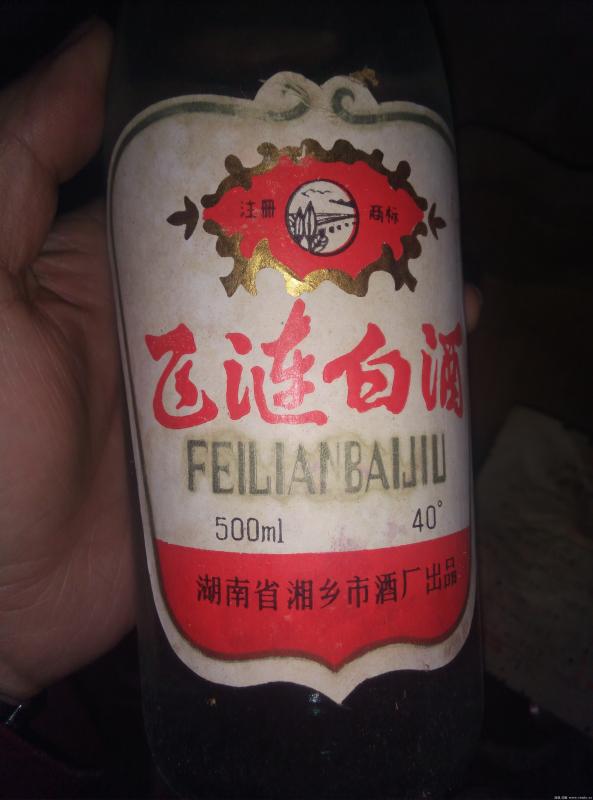 注册 商标
飞涟白酒
FEILIANBAIJIU
500ml 40°
湖南省湘乡市酒厂出品